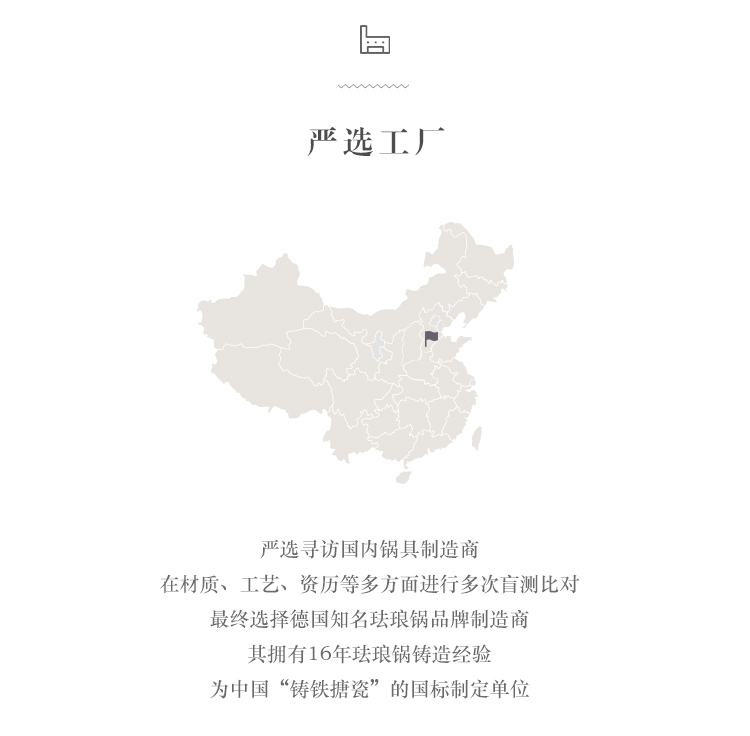 严选工厂
严选寻访国内锅具制造商
在材质、工艺、资历等多方面进行多次盲测比对
最终选择德国知名珐琅锅品牌制造商
其拥有16年珐琅锅铸造经验
为中国“铸铁搪瓷”的国标制定单位